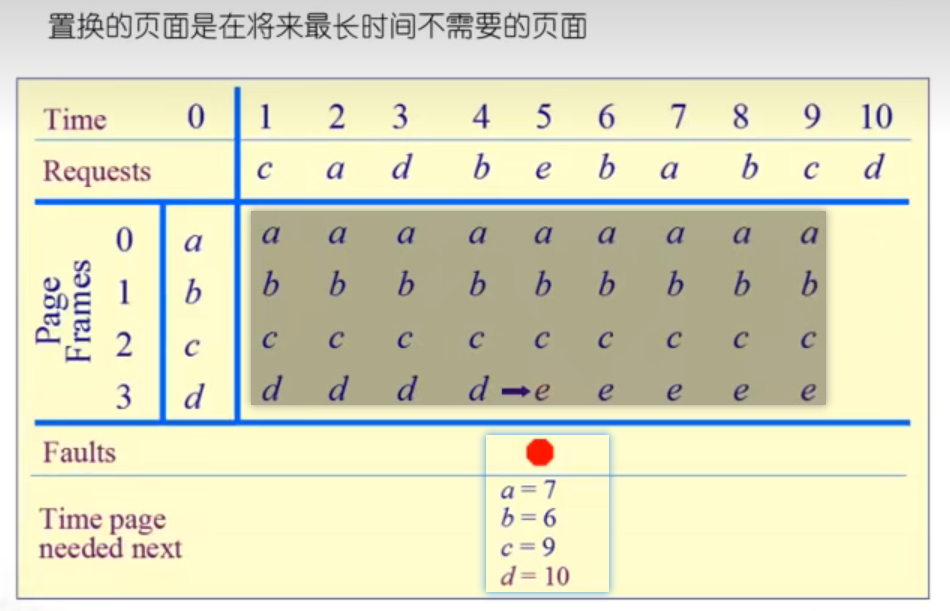 置换的页面是在将来最长时间不需要的页面
Time 0 1 2 3 4 5 6 7 8 9 10
Requests c a d b e b a b c d
Page Frames
0 a a a a a a a a a a
1 b b b b b b b b b b
2 c c c c c c c c c c
3 d d d d d → e e e e e
Faults
Time page
needed next
a = 7
b = 6
c = 9
d = 10